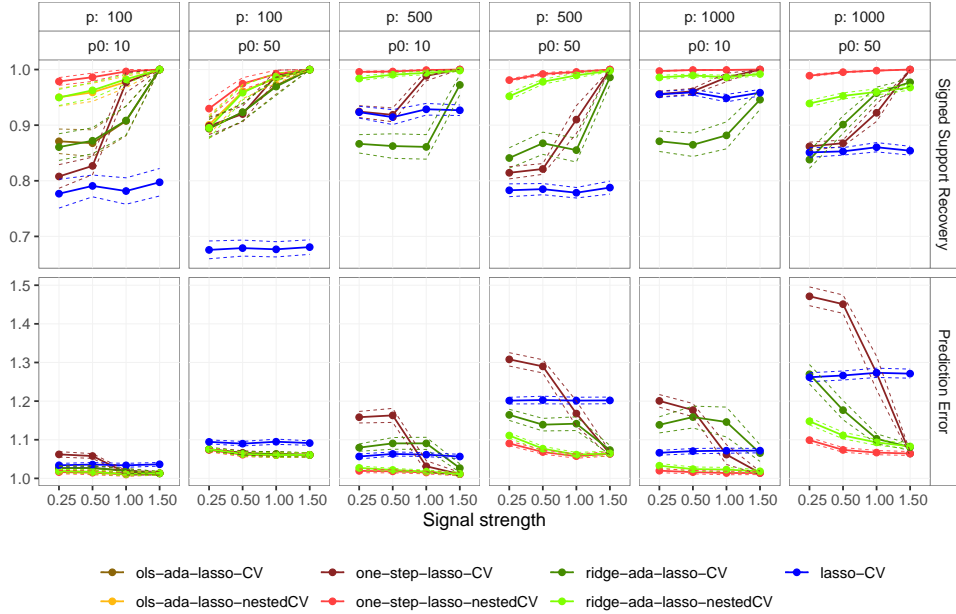 p: 100 p: 100 p: 500 p: 500 p: 1000 p: 1000
p0: 10 p0: 50 p0: 10 p0: 50 p0: 10 p0: 50
1.0
0.9
0.8
0.7
Signed Support Recovery
1.5
1.4
1.3
1.2
1.1
1.0
Prediction Error
0.25 0.50 1.00 1.50 0.25 0.50 1.00 1.50 0.25 0.50 1.00 1.50 0.25 0.50 1.00 1.50 0.25 0.50 1.00 1.50 0.25 0.50 1.00 1.50
Signal strength
ols−ada−lasso−CV one−step−lasso−CV ridge−ada−lasso−CV lasso−CV
ols−ada−lasso−nestedCV one−step−lasso−nestedCV ridge−ada−lasso−nestedCV